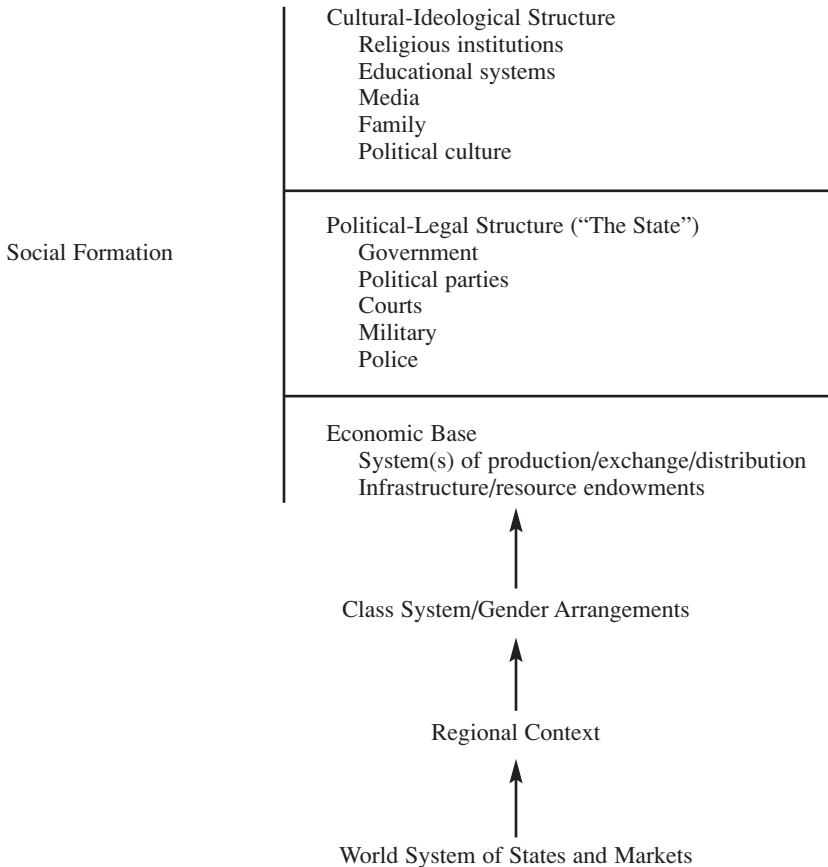 Cultural-Ideological Structure
Religious institutions
Educational systems
Media
Family
Political culture
Social Formation
Political-Legal Structure (“The State”)
Government
Political parties
Courts
Military
Police
Economic Base
System(s) of production/exchange/distribution
Infrastructure/resource endowments
Class System/Gender Arrangements
Regional Context
World System of States and Markets